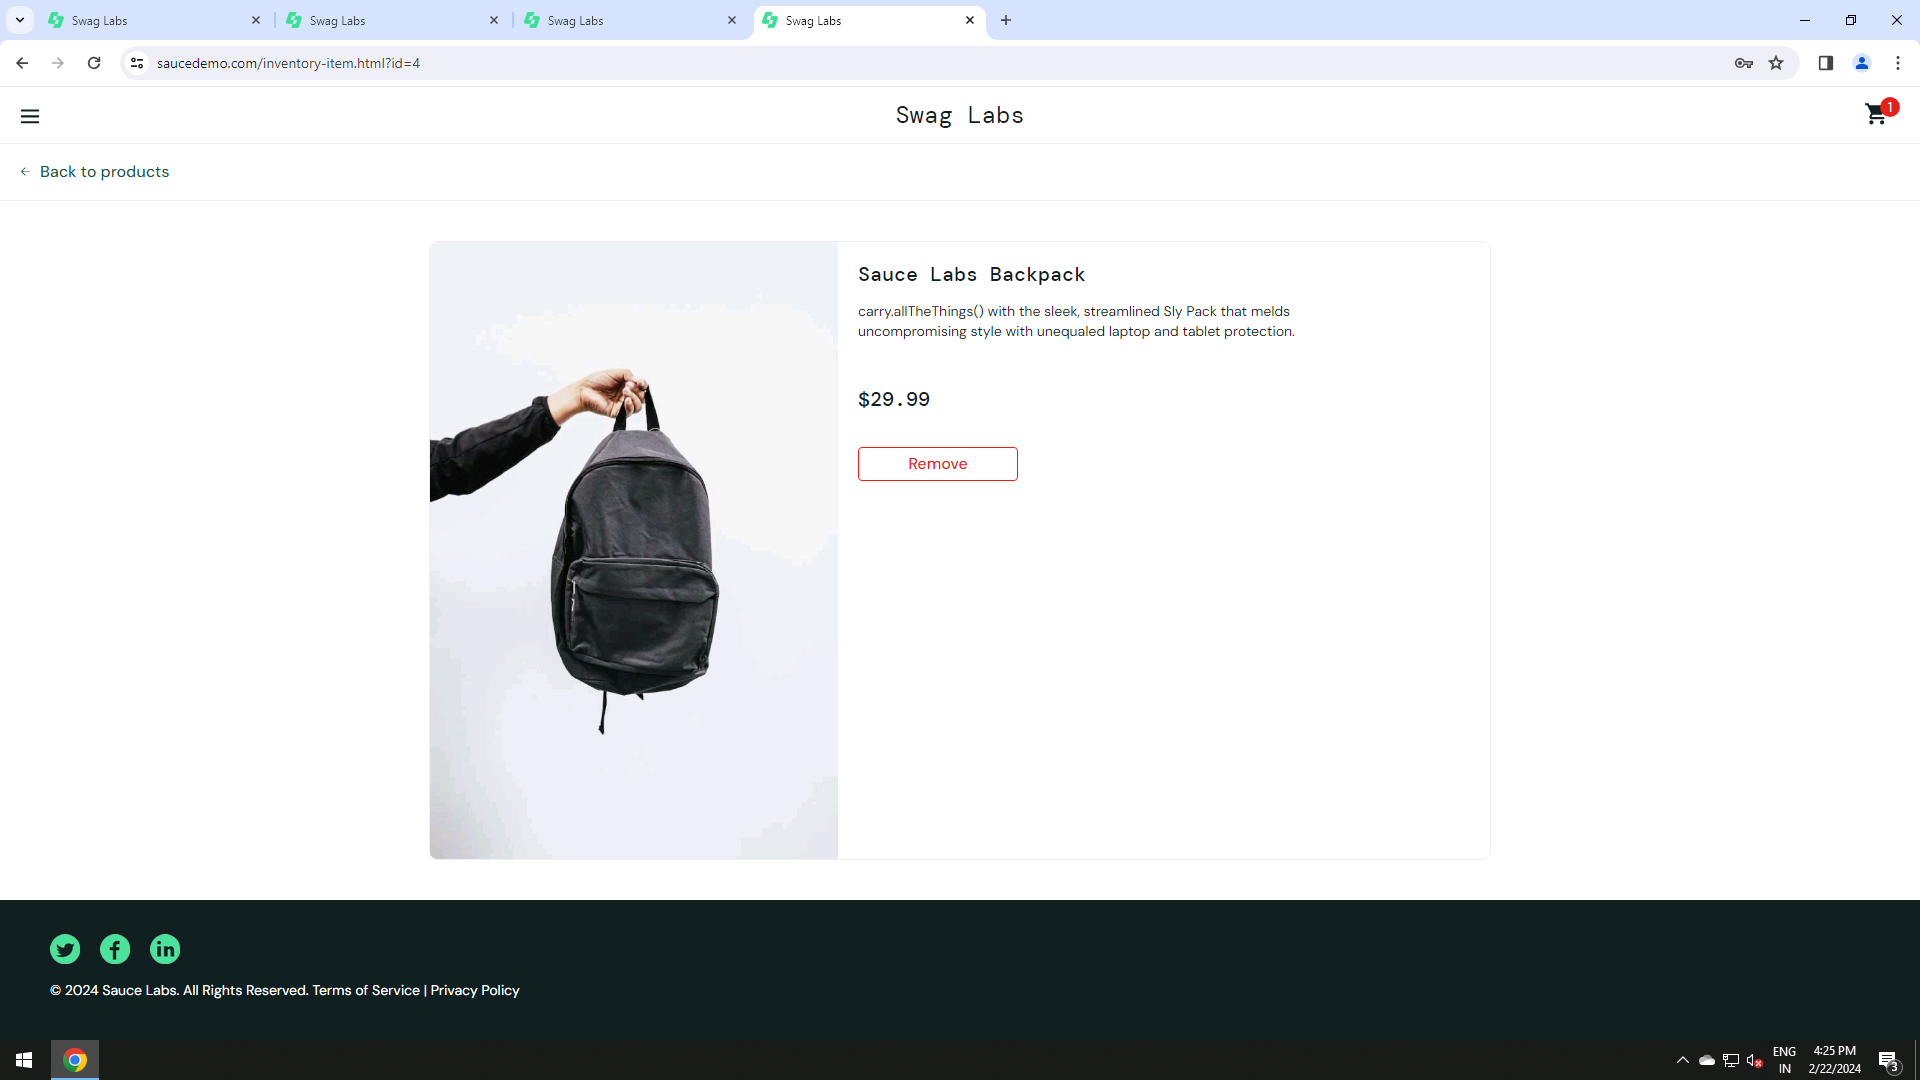 Swag Labs
Swag Labs
Swag Labs
Swag Labs
saucedemo.com/inventory-item.html?id=4
Swag Labs
1
Back to products
Sauce Labs Backpack
carry.allTheThings() with the sleek, streamlined Sly Pack that melds
uncompromising style with unequaled laptop and tablet protection.
$29.99
Remove
© 2024 Sauce Labs. All Rights Reserved. Terms of Service | Privacy Policy
ENG
IN
4:25 PM
2/22/2024
3